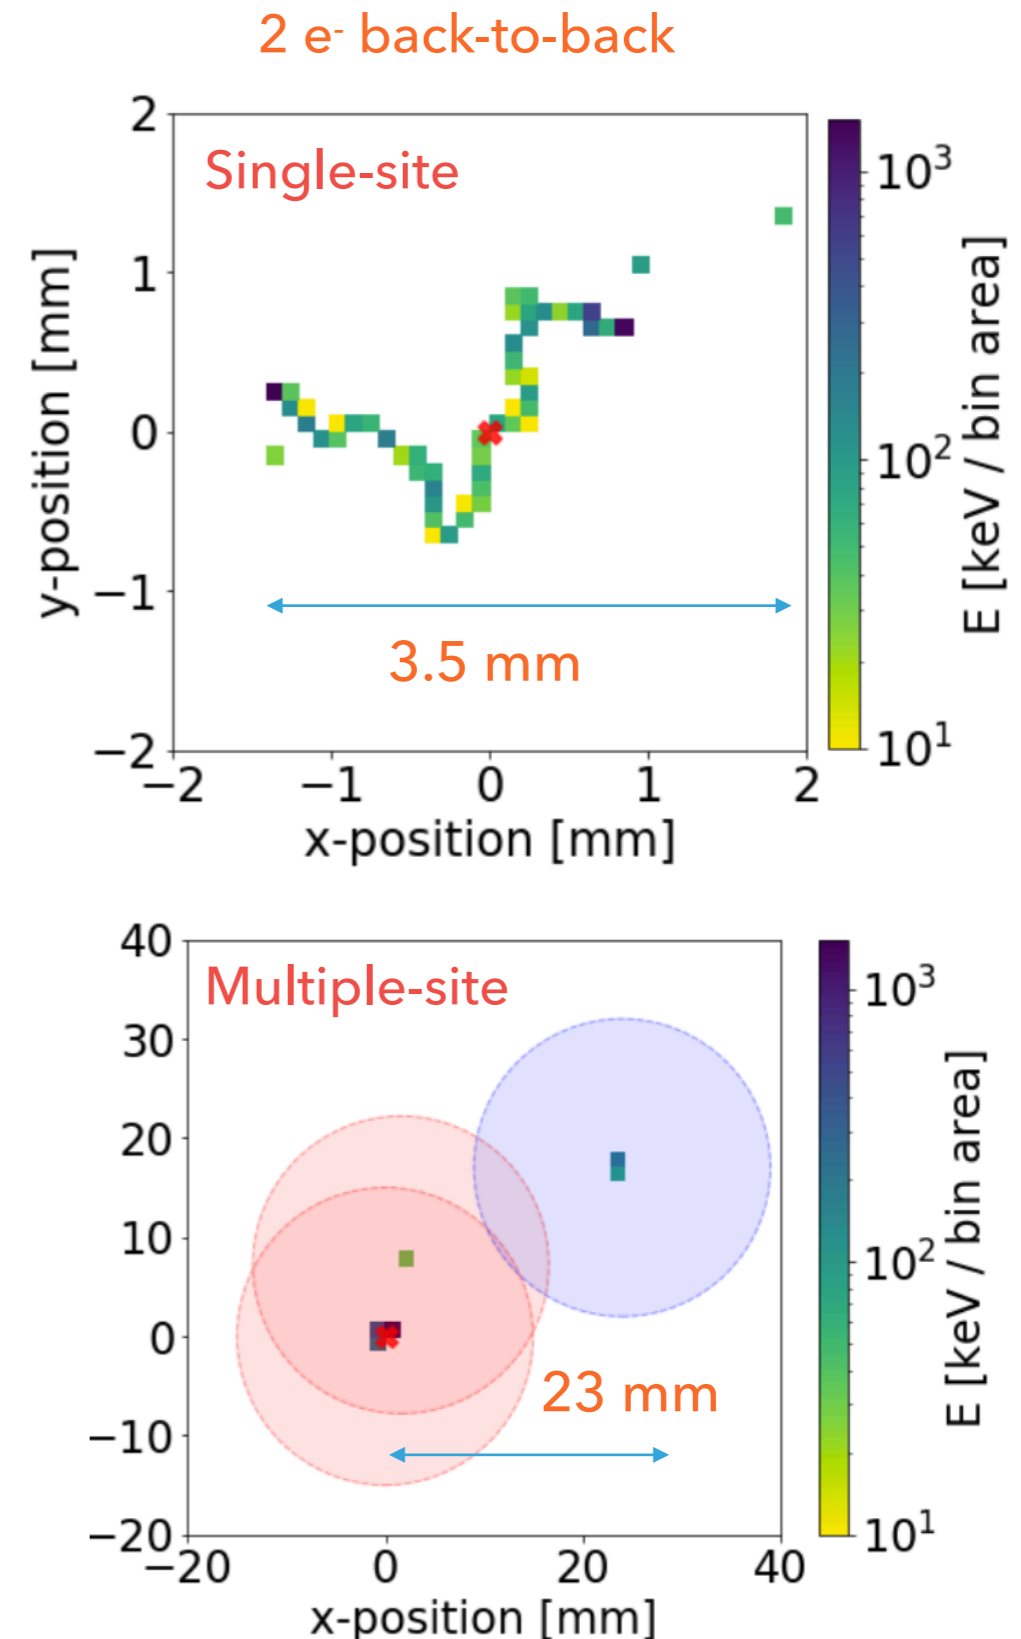 2 e- back-to-back
Single-site
2
1
0
−1
−2
y-position [mm]
−2 −1 0 1 2
x-position [mm]
3.5 mm
10³
10²
10¹
E [keV / bin area]
Multiple-site
40
30
20
10
0
−10
−20
23 mm
−20 0 20 40
x-position [mm]
10³
10²
10¹
E [keV / bin area]